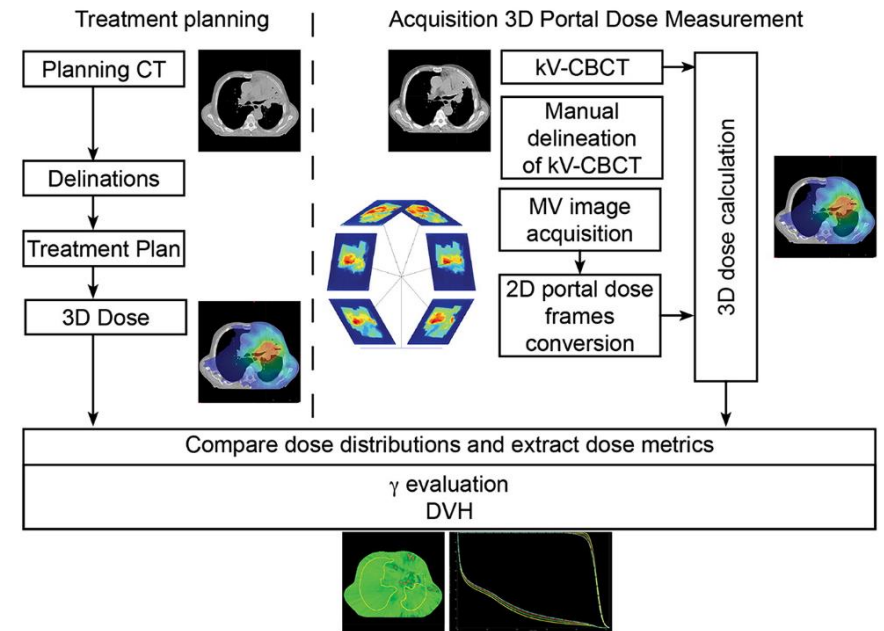 Treatment planning
Planning CT
Delinations
Treatment Plan
3D Dose
Acquisition 3D Portal Dose Measurement
kV-CBCT
Manual
delineation
of kV-CBCT
MV image
acquisition
2D portal dose
frames
conversion
3D dose calculation
Compare dose distributions and extract dose metrics
γ evaluation
DVH